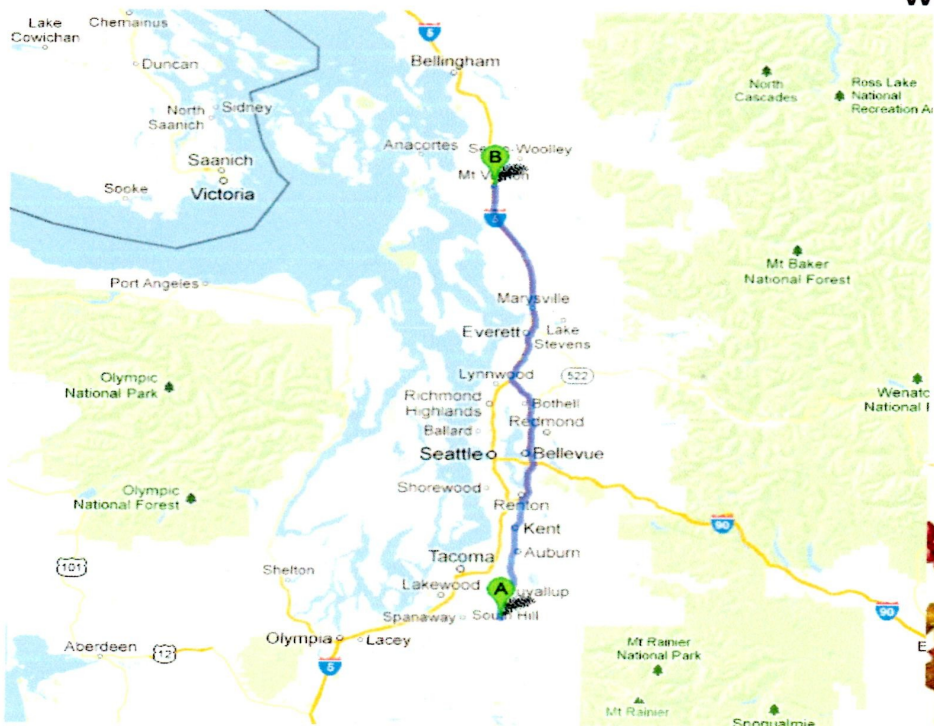 W
Lake
Cowichan
Chemainus
5
Bellingham
Duncan
North
Cascades
Ross Lake
National
Recreation
North
Saanich
Sidney
Anacortes
Woolley
B
Saanich
Mt
Sooke
Victoria
Mt Baker
National Forest
Port Angeles
Marysville
Everett
Lake
Stevens
Lynnwood
522
Olympic
National Park
Richmond
Highlands
Bothell
National
Ballard
Redmond
Seattle
Bellevue
Shorewood
Olympic
National Forest
Renton
Kent
90
Tacoma
Auburn
101
Shelton
Lakewood
A
Spanaway
South Hill
90
Olympia
Lacey
Aberdeen
12
5
Mt Rainier
National Park
E
Mt Rainier
Snoqualmie